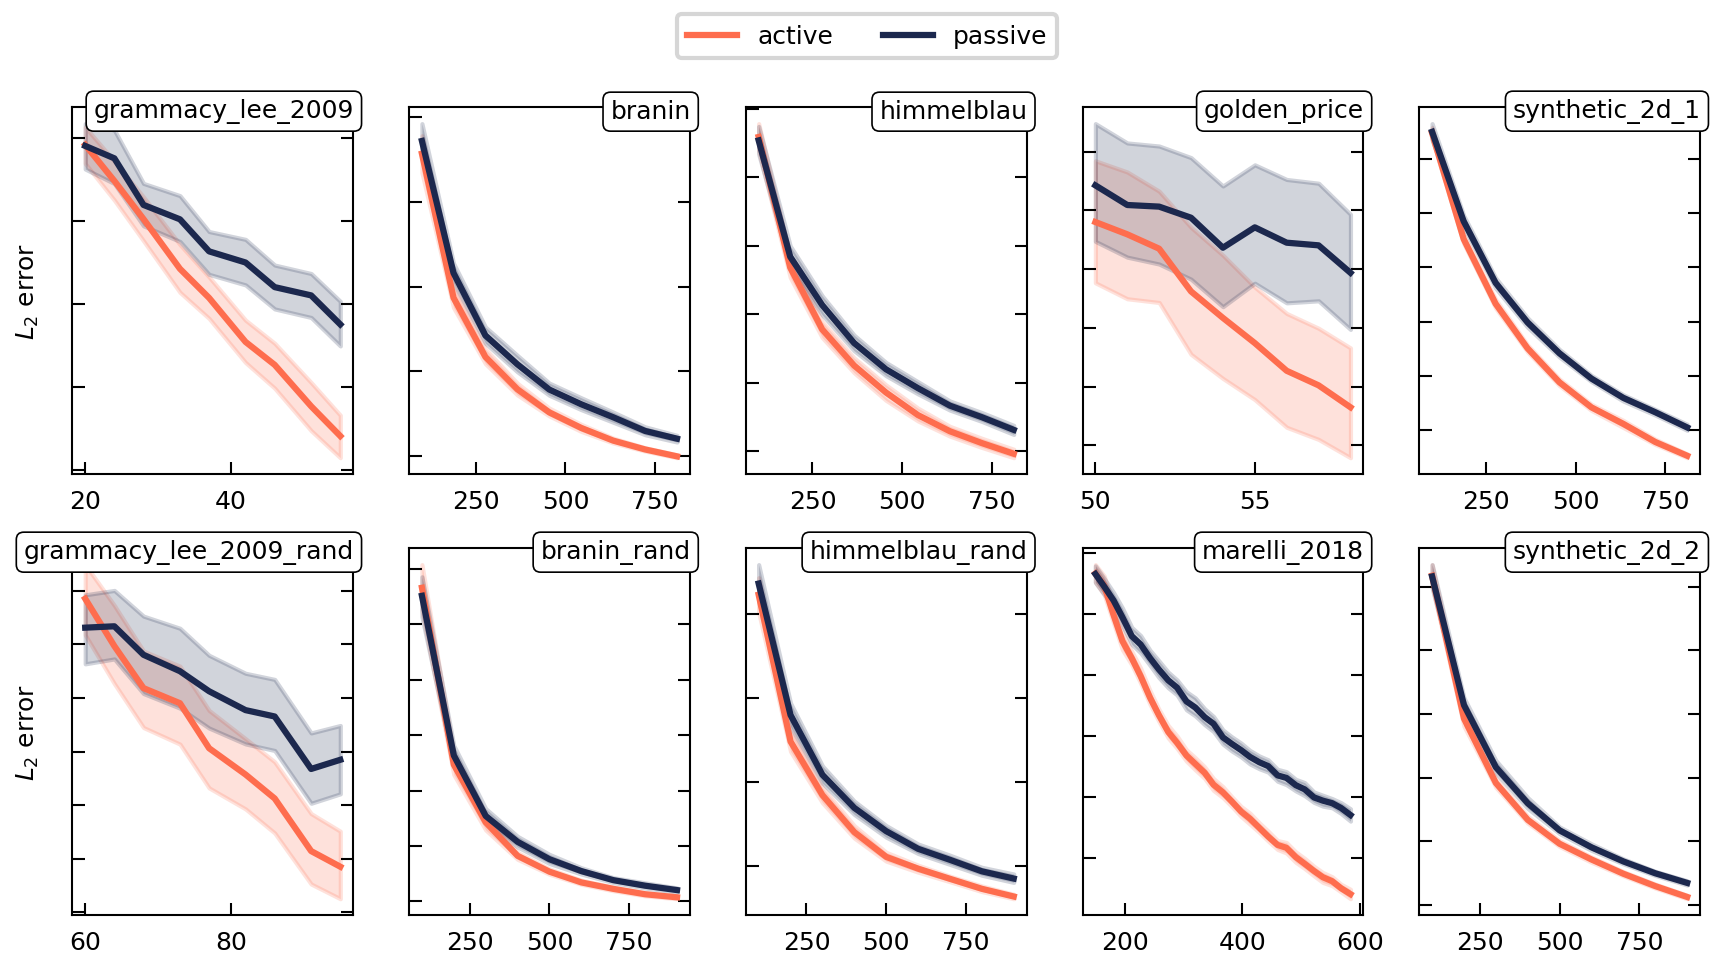 active passive
grammacy_lee_2009 branin himmelblau golden_price synthetic_2d_1
L2 error
20 40 250 500 750 250 500 750 50 55 250 500 750
grammacy_lee_2009_rand branin_rand himmelblau_rand marelli_2018 synthetic_2d_2
L2 error
60 80 250 500 750 250 500 750 200 400 600 250 500 750